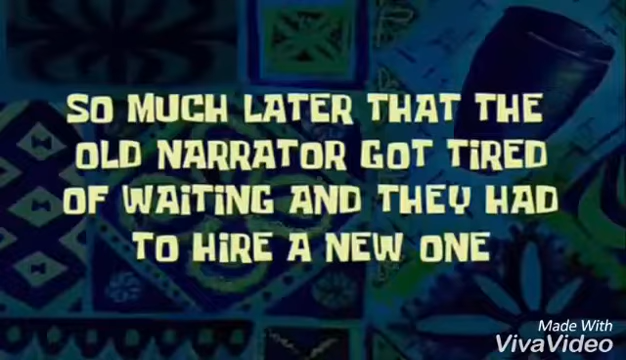 SO MUCH LATER THAT THE
OLD NARRATOR GOT TIRED
OF WAITING AND THEY HAD
TO HIRE A NEW ONE
Made With
VivaVideo